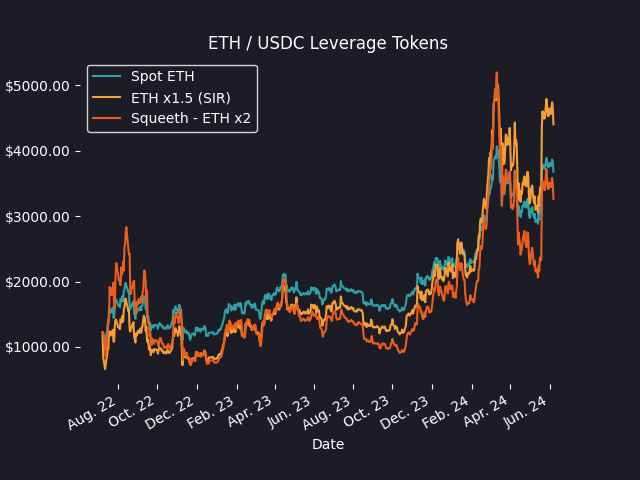 ETH / USDC Leverage Tokens
Spot ETH
ETH x1.5 (SIR)
Squeeth - ETH x2
$5000.00
$4000.00
$3000.00
$2000.00
$1000.00
Aug. 22
Oct. 22
Dec. 22
Feb. 23
Apr. 23
Jun. 23
Aug. 23
Oct. 23
Dec. 23
Feb. 24
Apr. 24
Jun. 24
Date